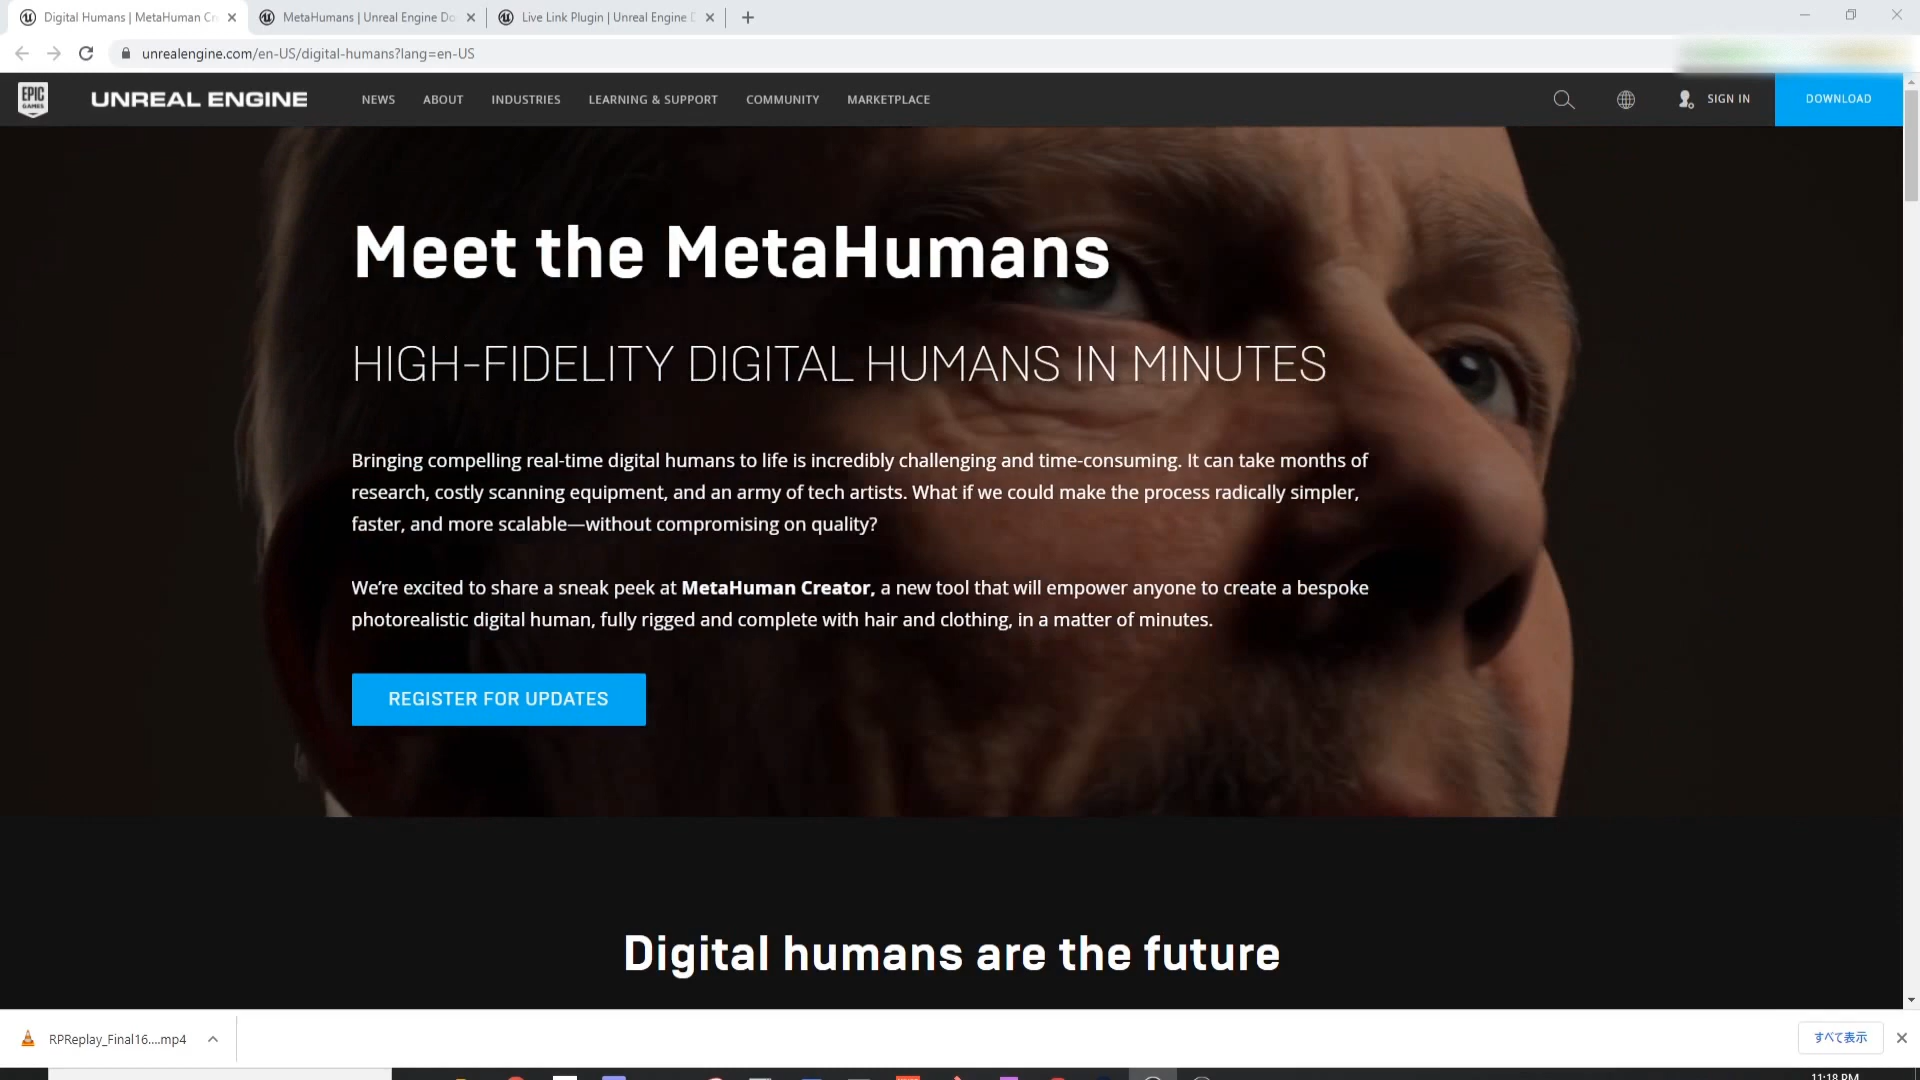 Digital Humans | MetaHuman Cr
MetaHumans | Unreal Engine Do
Live Link Plugin | Unreal Engine D
unrealengine.com/en-US/digital-humans?lang=en-US
EPIC GAMES
UNREAL ENGINE
NEWS
ABOUT
INDUSTRIES
LEARNING & SUPPORT
COMMUNITY
MARKETPLACE
SIGN IN
DOWNLOAD
Meet the MetaHumans
HIGH-FIDELITY DIGITAL HUMANS IN MINUTES
Bringing compelling real-time digital humans to life is incredibly challenging and time-consuming. It can take months of
research, costly scanning equipment, and an army of tech artists. What if we could make the process radically simpler,
faster, and more scalable—without compromising on quality?
We’re excited to share a sneak peek at MetaHuman Creator, a new tool that will empower anyone to create a bespoke
photorealistic digital human, fully rigged and complete with hair and clothing, in a matter of minutes.
REGISTER FOR UPDATES
Digital humans are the future
RPReplay_Final16....mp4
すべて表示
11:18 PM